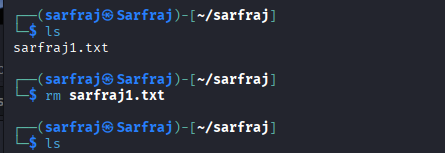 ┌──(sarfraj㉿Sarfraj)-[~/sarfraj]
└─$ ls
sarfraj1.txt
┌──(sarfraj㉿Sarfraj)-[~/sarfraj]
└─$ rm sarfraj1.txt
┌──(sarfraj㉿Sarfraj)-[~/sarfraj]
└─$ ls